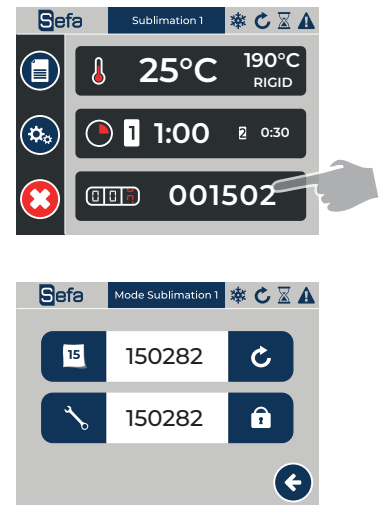 Sefa Sublimation 1
25°C 190°C
RIGID
1 1:00 2 0:30
001502
Sefa Mode Sublimation 1
15 150282
150282